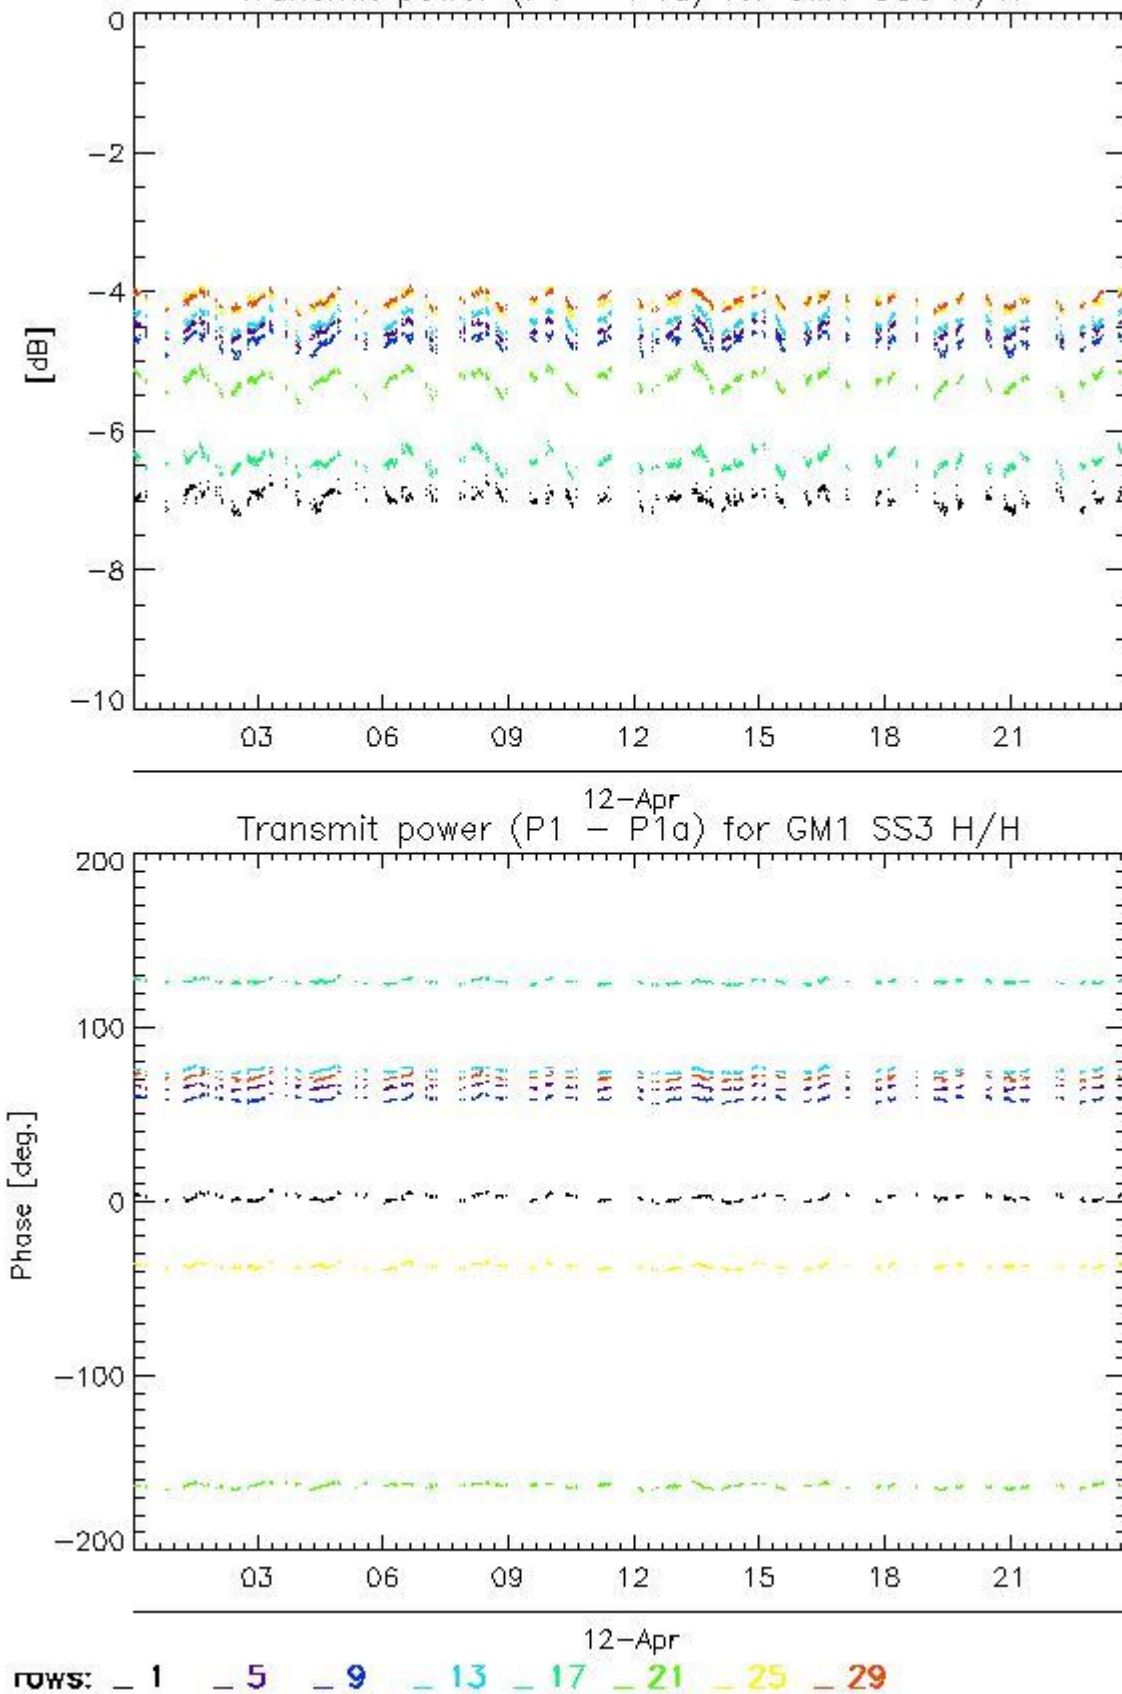 0
-2
-4
[dB]
-6
-8
-10
03 06 09 12 15 18 21
12-Apr
Transmit power (P1 - P1a) for GM1 SS3 H/H
200
100
Phase [deg.]
0
-100
-200
03 06 09 12 15 18 21
12-Apr
rows: _ 1 _ 5 _ 9 _ 13 _ 17 _ 21 _ 25 _ 29